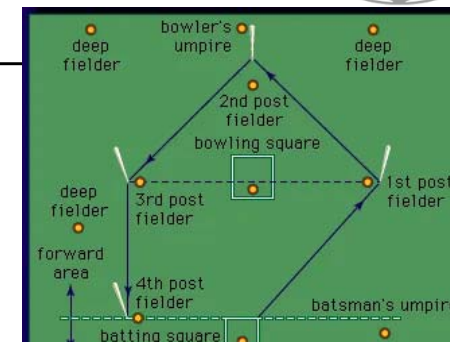 bowler's
umpire
deep
fielder
deep
fielder
2nd post
fielder
bowling square
deep
fielder
3rd post
fielder
1st post
fielder
forward
area
4th post
fielder
batsman's umpire
batting square